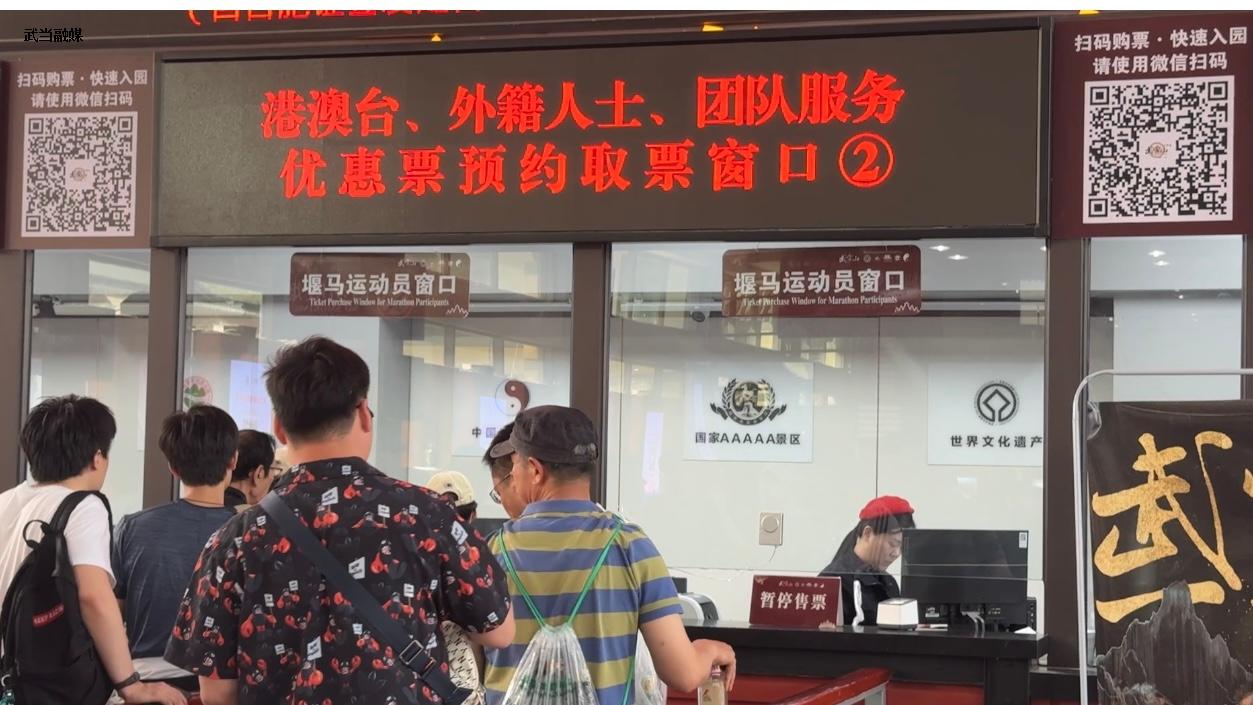 武当融媒
扫码购票·快速入园
请使用微信扫码
港澳台、外籍人士、团队服务
优惠票预约取票窗口②
扫码购票·快速入园
请使用微信扫码
堰马运动员窗口
Ticket Purchase Window for Marathon Participants
堰马运动员窗口
Ticket Purchase Window for Marathon Participants
中国
国家AAAAA景区
世界文化遗产
暂停售票
武